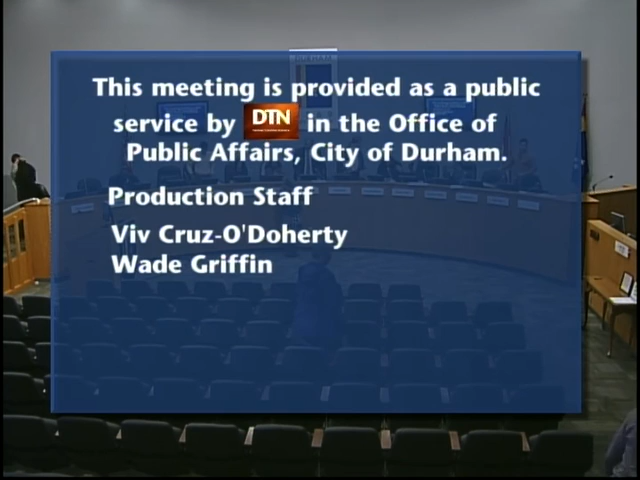 This meeting is provided as a public
service by DTN in the Office of
Public Affairs, City of Durham.
Production Staff
Viv Cruz-O'Doherty
Wade Griffin